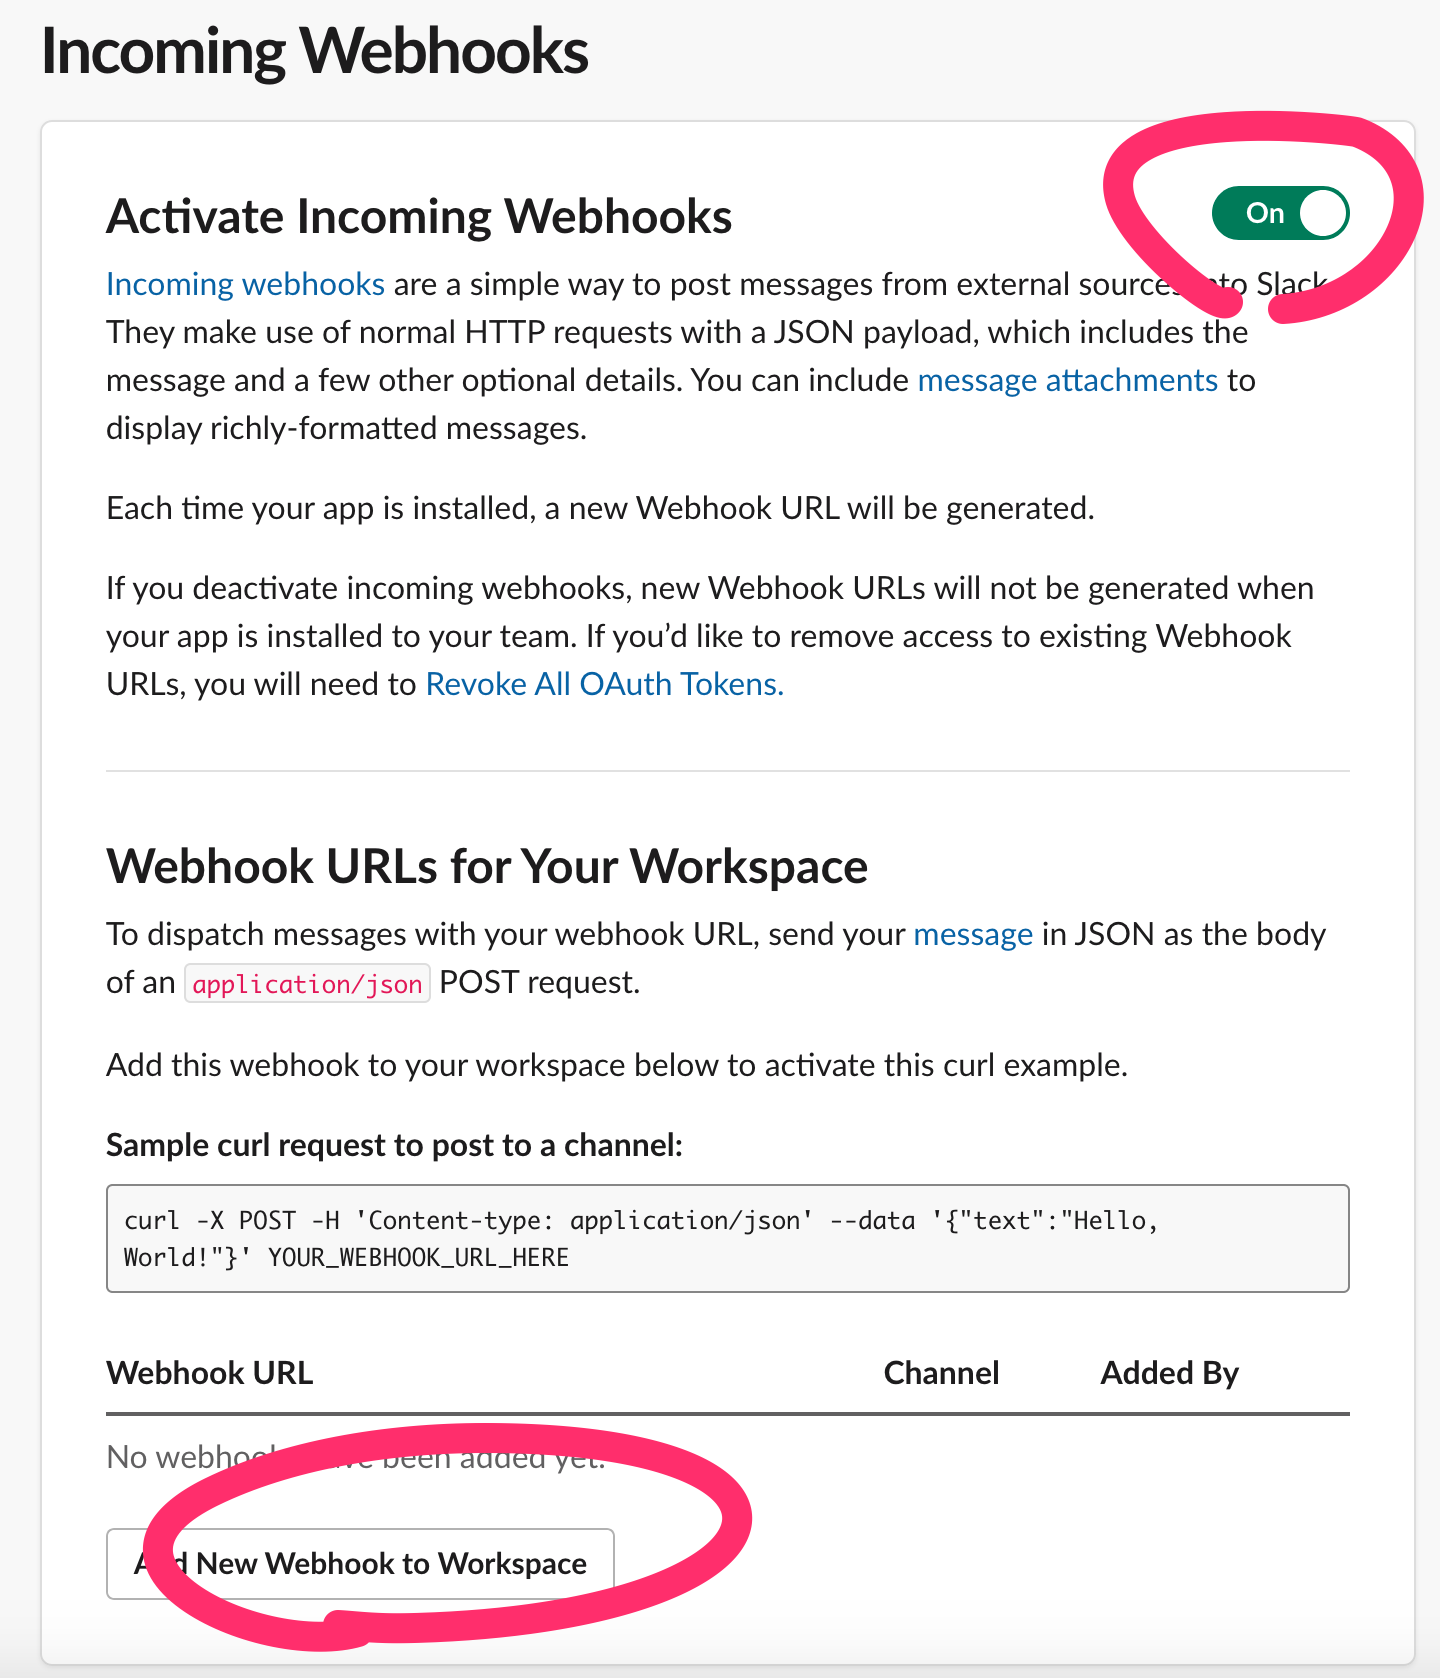 Incoming Webhooks
Activate Incoming Webhooks
On
Incoming webhooks are a simple way to post messages from external sources into Slack
They make use of normal HTTP requests with a JSON payload, which includes the
message and a few other optional details. You can include message attachments to
display richly-formatted messages.
Each time your app is installed, a new Webhook URL will be generated.
If you deactivate incoming webhooks, new Webhook URLs will not be generated when
your app is installed to your team. If you’d like to remove access to existing Webhook
URLs, you will need to Revoke All OAuth Tokens.
Webhook URLs for Your Workspace
To dispatch messages with your webhook URL, send your message in JSON as the body
of an application/json POST request.
Add this webhook to your workspace below to activate this curl example.
Sample curl request to post to a channel:
curl -X POST -H 'Content-type: application/json' --data '{"text":"Hello,
World!"}' YOUR_WEBHOOK_URL_HERE
Webhook URL Channel Added By
No webhooks have been added yet.
Add New Webhook to Workspace